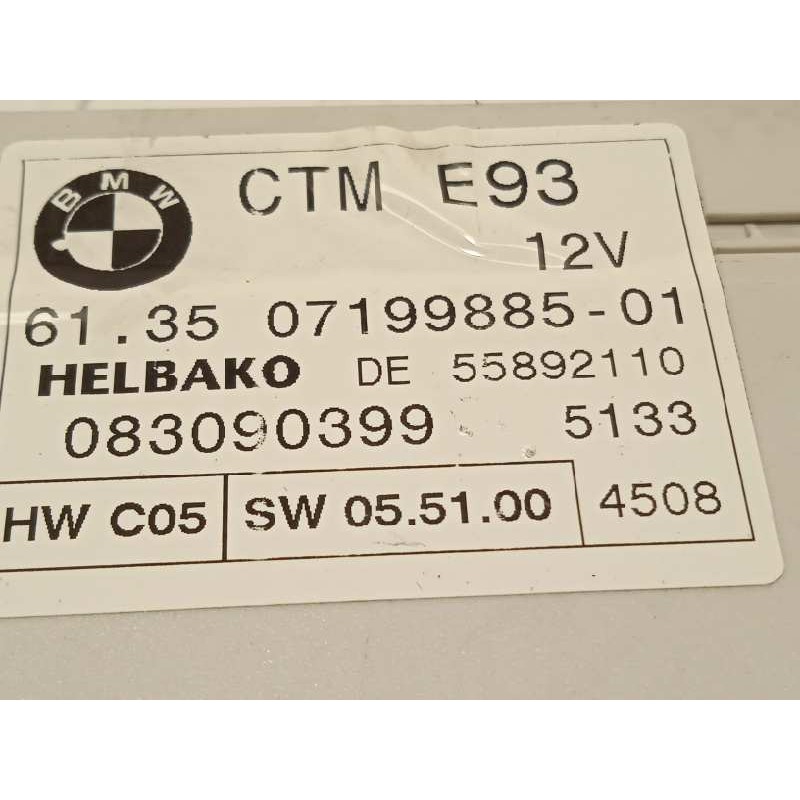 BMW CTM E93
12V
61.35 07199885-01
HELBAKO DE 55892110
083090399 5133
HW C05 SW 05.51.00 4508